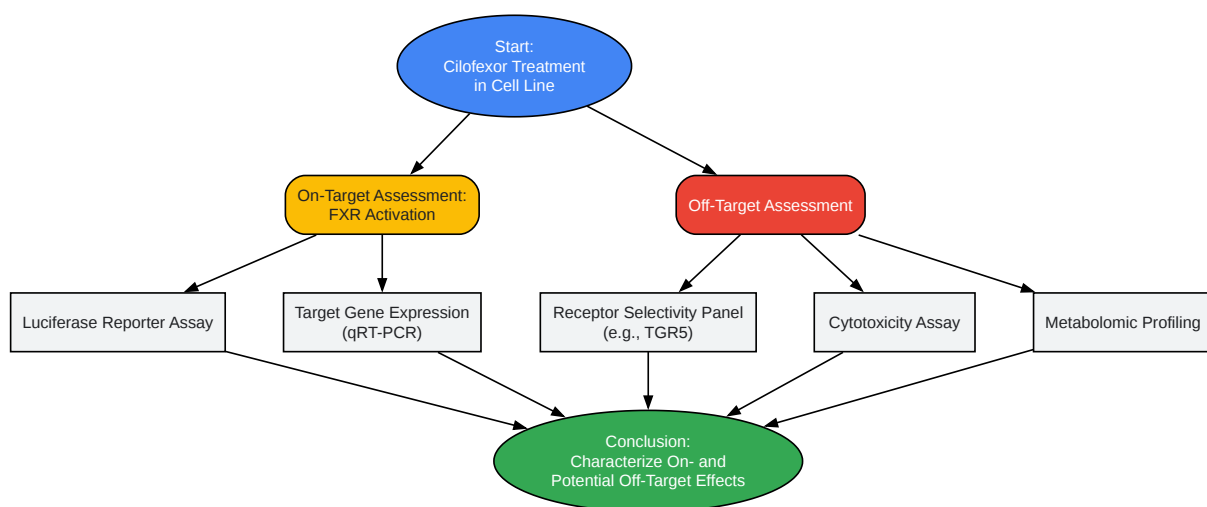 Start:
Cilofexor Treatment
in Cell Line
On-Target Assessment:
FXR Activation
Off-Target Assessment
Luciferase Reporter Assay
Target Gene Expression
(qRT-PCR)
Receptor Selectivity Panel
(e.g., TGR5)
Cytotoxicity Assay
Metabolomic Profiling
Conclusion:
Characterize On- and
Potential Off-Target Effects